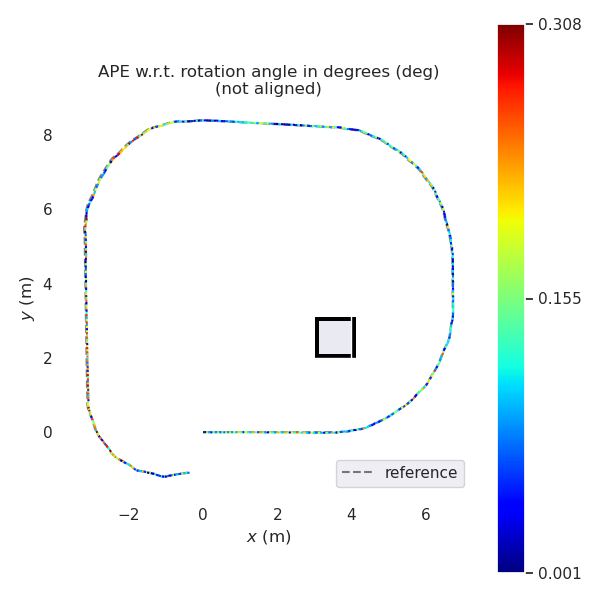 APE w.r.t. rotation angle in degrees (deg)
(not aligned)
0.308
0.155
0.001
8
6
4
2
0
y (m)
−2
0
2
4
6
x (m)
reference